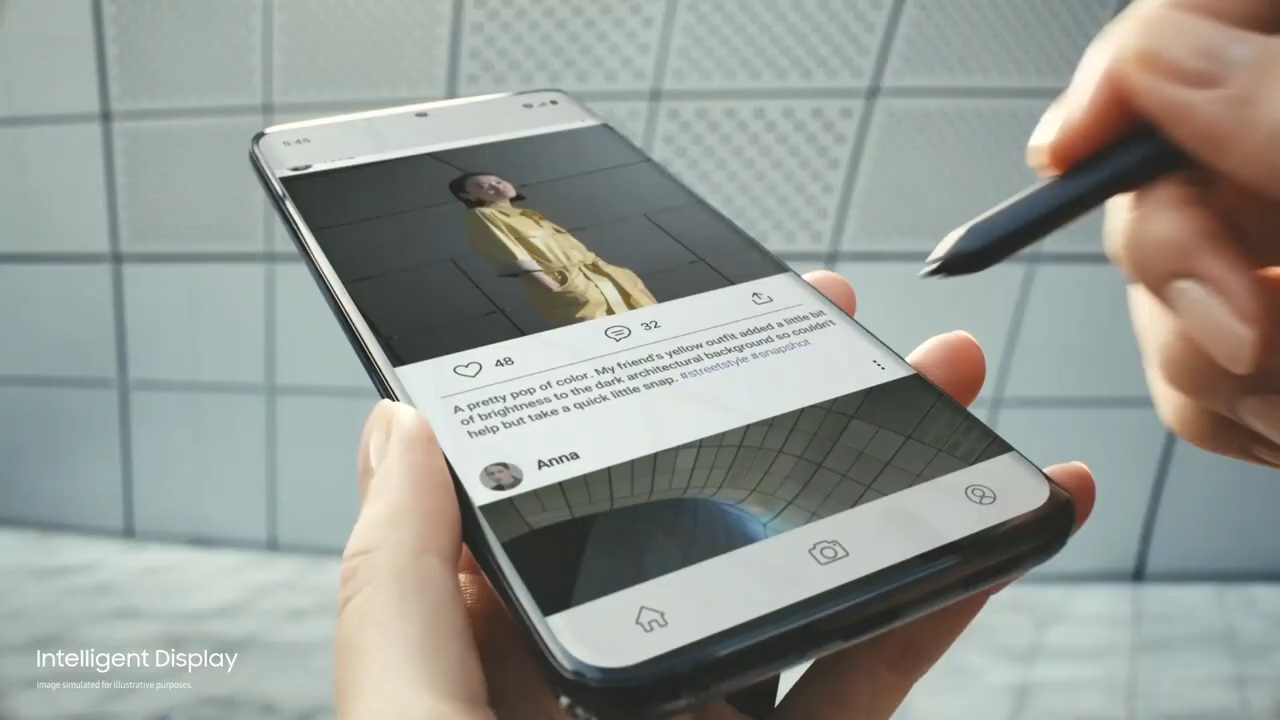 5:45
48
32
A pretty pop of color. My friend's yellow outfit added a little bit
of brightness to the dark architectural background so couldn't
help but take a quick little snap. #streetstyle #snapshot
Anna
Intelligent Display
Image simulated for illustrative purposes.